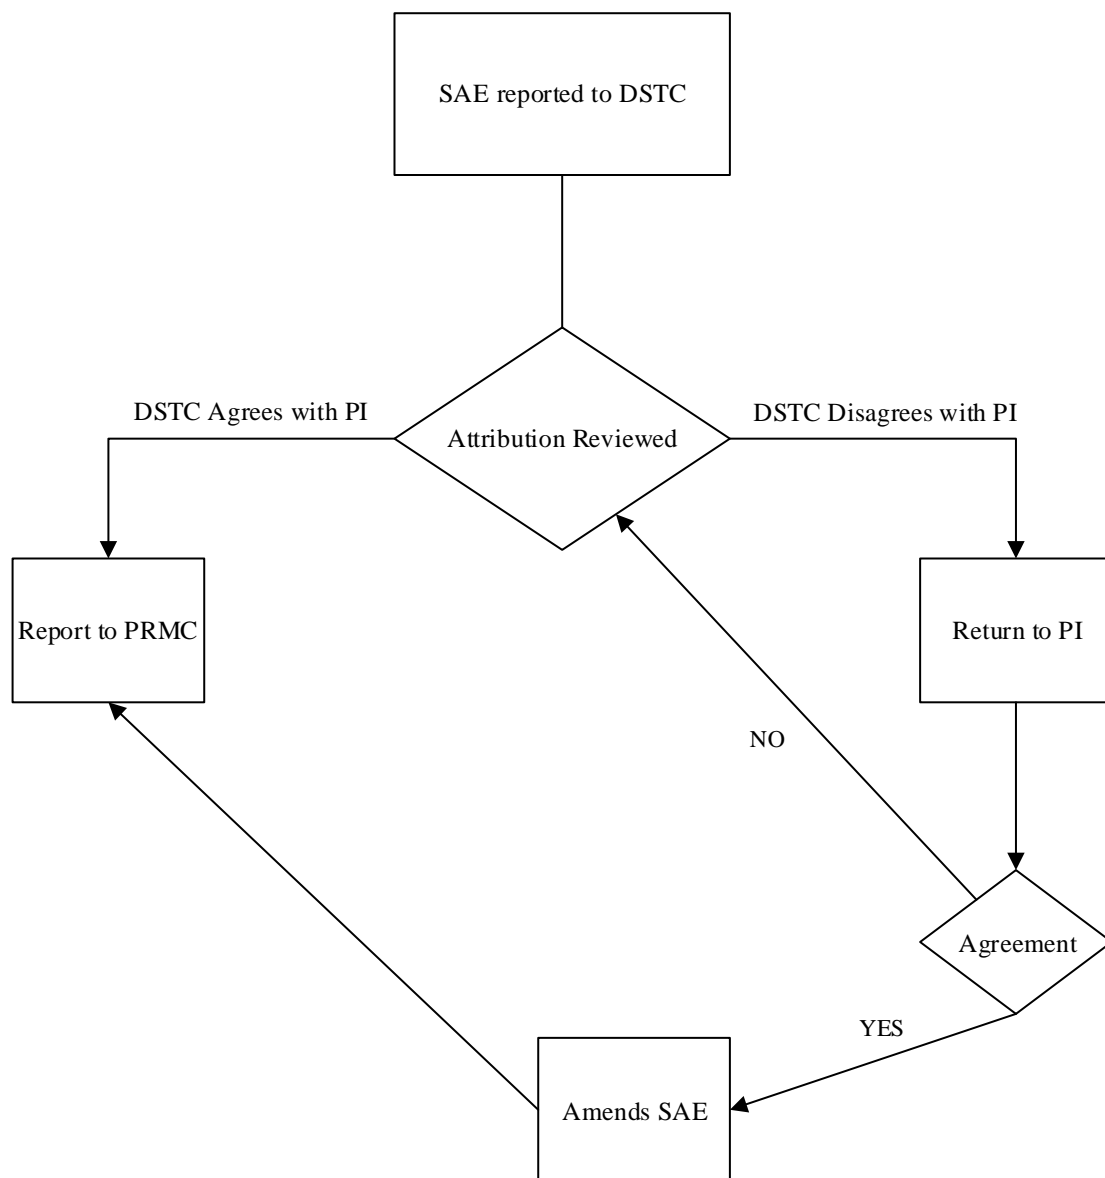 SAE reported to DSTC
DSTC Agrees with PI
DSTC Disagrees with PI
Attribution Reviewed
Report to PRMC
Return to PI
NO
Agreement
YES
Amends SAE